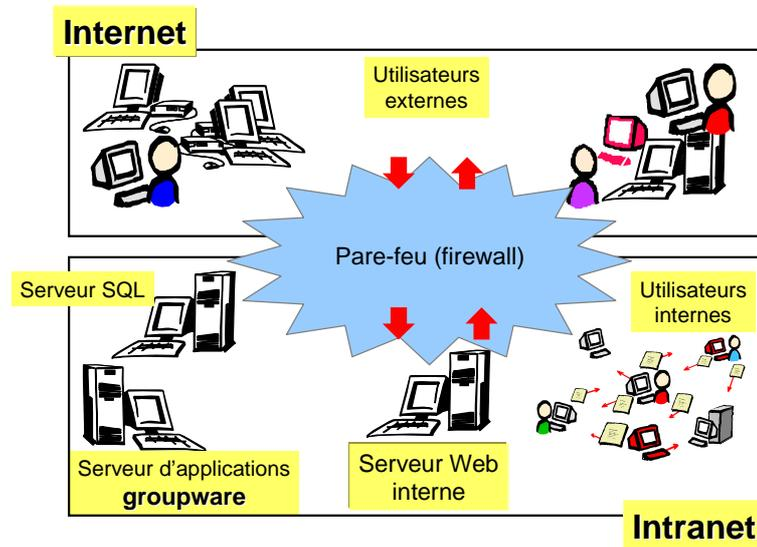 Internet
Utilisateurs
externes
Pare-feu (firewall)
Serveur SQL
Utilisateurs
internes
Serveur d'applications
groupware
Serveur Web
interne
Intranet